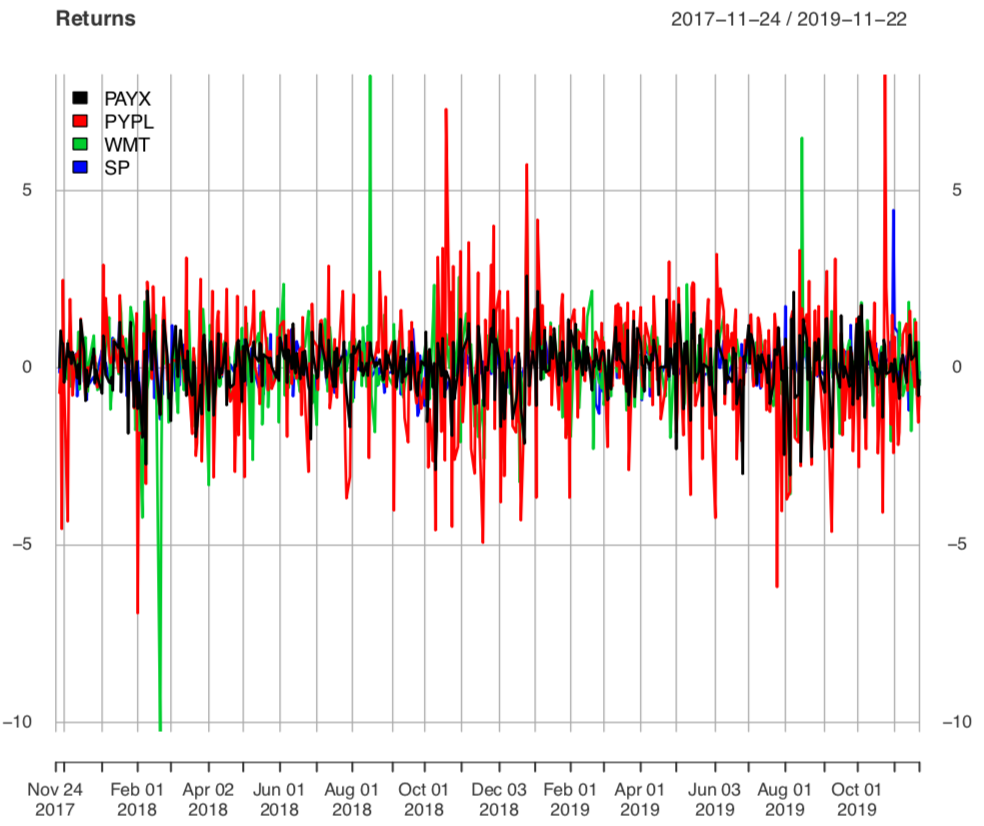 Returns 2017−11−24 / 2019−11−22
PAYX
PYPL
WMT
SP
5 5
0 0
−5 −5
−10 −10
Nov 24 Feb 01 Apr 02 Jun 01 Aug 01 Oct 01 Dec 03 Feb 01 Apr 01 Jun 03 Aug 01 Oct 01
2017 2018 2018 2018 2018 2018 2018 2019 2019 2019 2019 2019